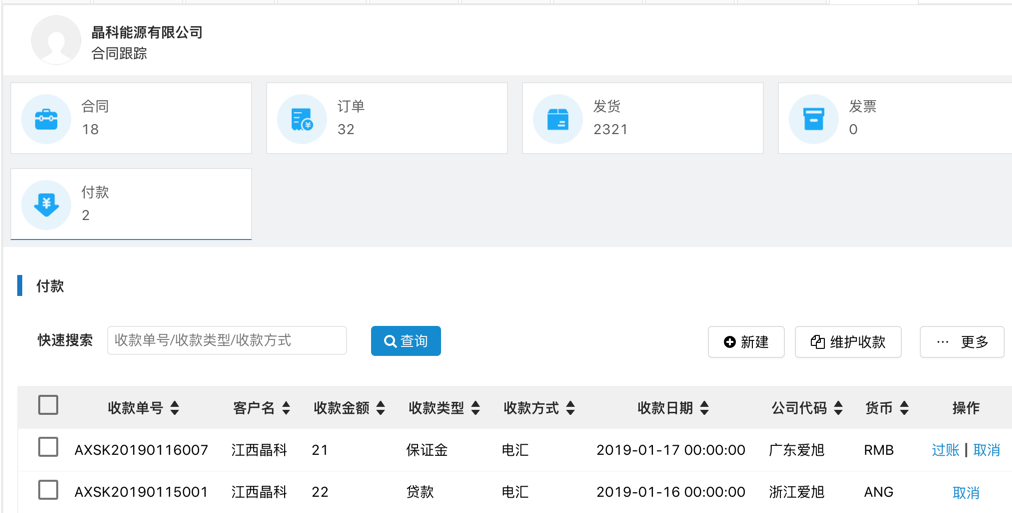 晶科能源有限公司
合同跟踪
合同
18
订单
32
发货
2321
发票
0
付款
2
付款
快速搜索 收款单号/收款类型/收款方式 查询 新建 维护收款 ··· 更多
收款单号 客户名 收款金额 收款类型 收款方式 收款日期 公司代码 货币 操作
AXSK20190116007 江西晶科 21 保证金 电汇 2019-01-17 00:00:00 广东爱旭 RMB 过账 | 取消
AXSK20190115001 江西晶科 22 贷款 电汇 2019-01-16 00:00:00 浙江爱旭 ANG 取消